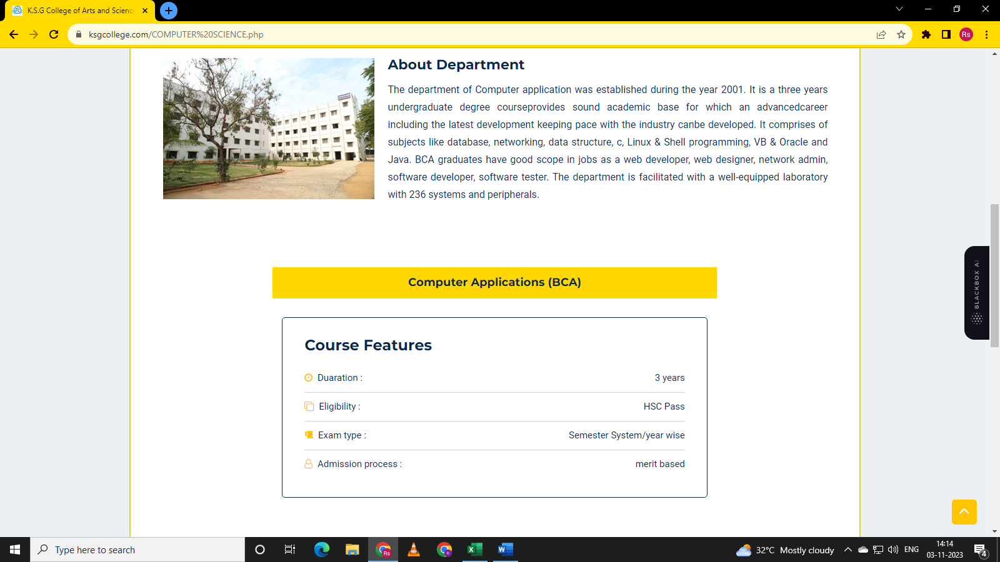 K.S.G College of Arts and Science
ksgcollege.com/COMPUTER%20SCIENCE.php
Rs
About Department
The department of Computer application was established during the year 2001. It is a three years
undergraduate degree courseprovides sound academic base for which an advancedcareer
including the latest development keeping pace with the industry canbe developed. It comprises of
subjects like database, networking, data structure, c, Linux & Shell programming, VB & Oracle and
Java. BCA graduates have good scope in jobs as a web developer, web designer, network admin,
software developer, software tester. The department is facilitated with a well-equipped laboratory
with 236 systems and peripherals.
Computer Applications (BCA)
BLACKBOX AI
Course Features
Duaration :
3 years
Eligibility :
HSC Pass
Exam type :
Semester System/year wise
Admission process :
merit based
Type here to search
Rs
32°C Mostly cloudy
ENG
14:14
03-11-2023
4